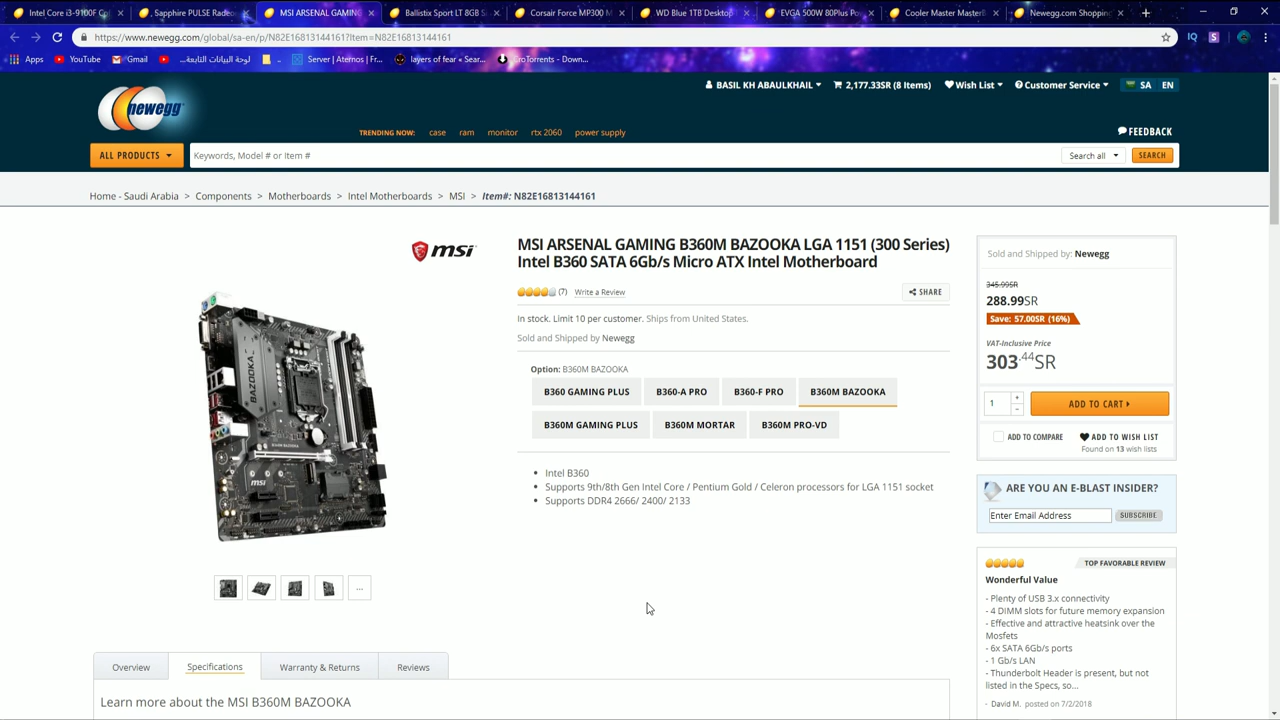 Intel Core i3-9100F Co
, Sapphire PULSE Radeo
MSI ARSENAL GAMING
Ballistix Sport LT 8GB S
Corsair Force MP300 M
WD Blue 1TB Desktop
EVGA 500W 80Plus Po
Cooler Master MasterB
Newegg.com Shopping
https://www.newegg.com/global/sa-en/p/N82E16813144161?Item=N82E16813144161
Apps
YouTube
Gmail
لوحة البيانات التابعة...
Server | Aternos | Fr...
layers of fear « Sear...
CroTorrents - Down...
BASIL KH ABAULKHAIL
2,177.33SR (8 Items)
Wish List
Customer Service
SA
EN
newegg
TRENDING NOW: case ram monitor rtx 2060 power supply
FEEDBACK
ALL PRODUCTS
Keywords, Model # or Item #
Search all
SEARCH
Home - Saudi Arabia > Components > Motherboards > Intel Motherboards > MSI > Item#: N82E16813144161
msi
MSI ARSENAL GAMING B360M BAZOOKA LGA 1151 (300 Series)
Intel B360 SATA 6Gb/s Micro ATX Intel Motherboard
(7) Write a Review
SHARE
In stock. Limit 10 per customer. Ships from United States.
Sold and Shipped by Newegg
Option: B360M BAZOOKA
B360 GAMING PLUS
B360-A PRO
B360-F PRO
B360M BAZOOKA
B360M GAMING PLUS
B360M MORTAR
B360M PRO-VD
Intel B360
Supports 9th/8th Gen Intel Core / Pentium Gold / Celeron processors for LGA 1151 socket
Supports DDR4 2666/ 2400/ 2133
BAZOOKA
msi
...
Sold and Shipped by: Newegg
345.99SR
288.99SR
Save: 57.00SR (16%)
VAT-Inclusive Price
303.44SR
1
ADD TO CART
ADD TO COMPARE
ADD TO WISH LIST
Found on 13 wish lists
ARE YOU AN E-BLAST INSIDER?
Enter Email Address
SUBSCRIBE
TOP FAVORABLE REVIEW
Wonderful Value
- Plenty of USB 3.x connectivity
- 4 DIMM slots for future memory expansion
- Effective and attractive heatsink over the
Mosfets
- 6x SATA 6Gb/s ports
- 1 Gb/s LAN
- Thunderbolt Header is present, but not
listed in the Specs, so...
- David M. posted on 7/2/2018
Overview
Specifications
Warranty & Returns
Reviews
Learn more about the MSI B360M BAZOOKA